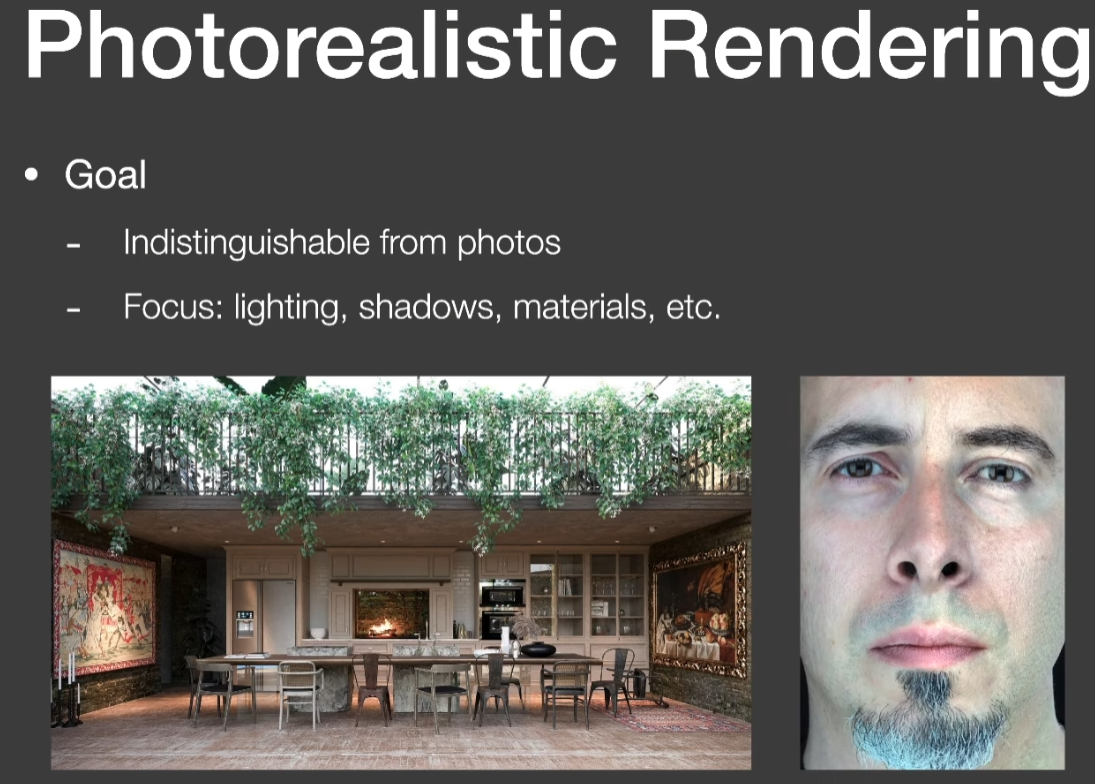 Photorealistic Rendering
• Goal
- Indistinguishable from photos
- Focus: lighting, shadows, materials, etc.